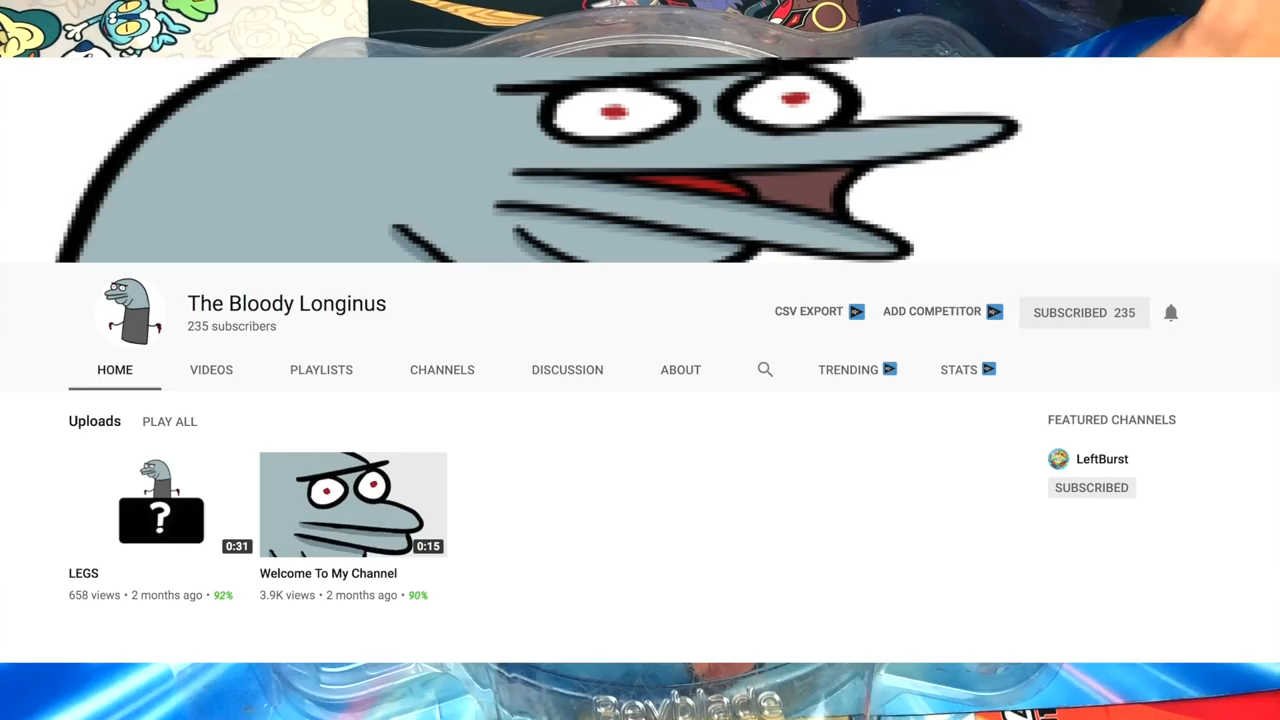 The Bloody Longinus
235 subscribers
CSV EXPORT
ADD COMPETITOR
SUBSCRIBED 235
HOME
VIDEOS
PLAYLISTS
CHANNELS
DISCUSSION
ABOUT
TRENDING
STATS
Uploads
PLAY ALL
FEATURED CHANNELS
LeftBurst
SUBSCRIBED
?
0:31
0:15
LEGS
658 views • 2 months ago • 92%
Welcome To My Channel
3.9K views • 2 months ago • 90%
Beyblade